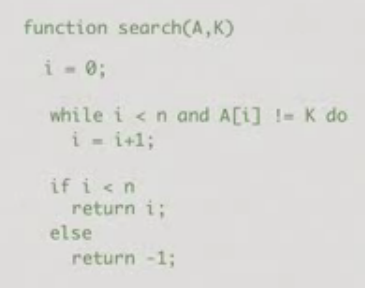 function search(A,K)
i = 0;
while i < n and A[i] != K do
i = i+1;
if i < n
return i;
else
return -1;